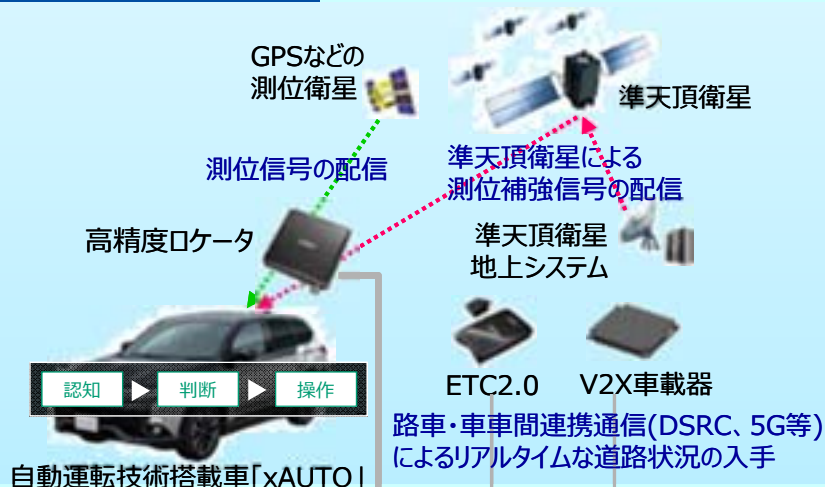 GPSなどの
測位衛星
準天頂衛星
測位信号の配信
準天頂衛星による
測位補強信号の配信
高精度ロケータ
準天頂衛星
地上システム
認知
判断
操作
ETC2.0
V2X車載器
路車・車車間連携通信(DSRC、5G等)
によるリアルタイムな道路状況の入手
自動運転技術搭載車「xAUTO」